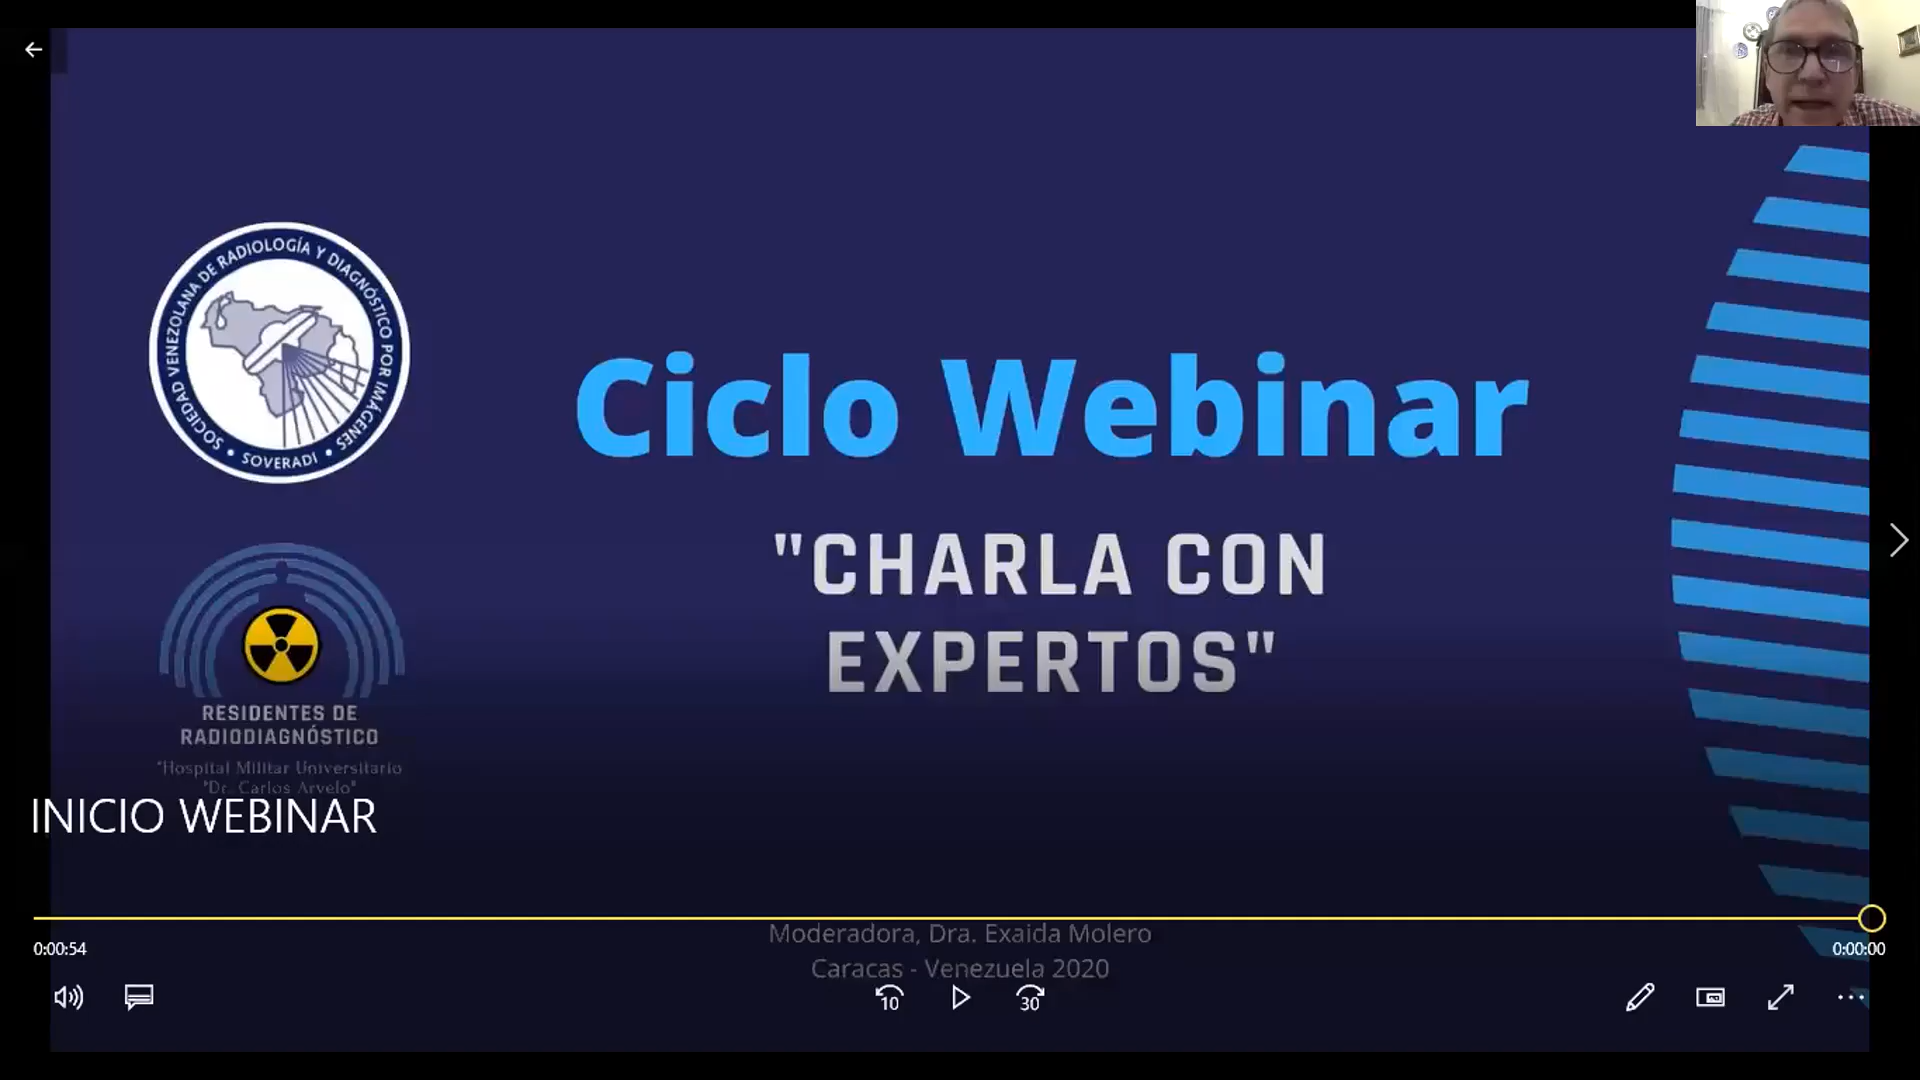 SOCIEDAD VENEZOLANA DE RADIOLOGÍA Y DIAGNÓSTICO POR IMÁGENES
• SOVERADI •
Ciclo Webinar
"CHARLA CON
EXPERTOS"
RESIDENTES DE
RADIODIAGNÓSTICO
"Hospital Militar Universitario
"Dr. Carlos Arvelo"
INICIO WEBINAR
Moderadora, Dra. Exaida Molero
0:00:54
0:00:00
Caracas - Venezuela 2020
10
30